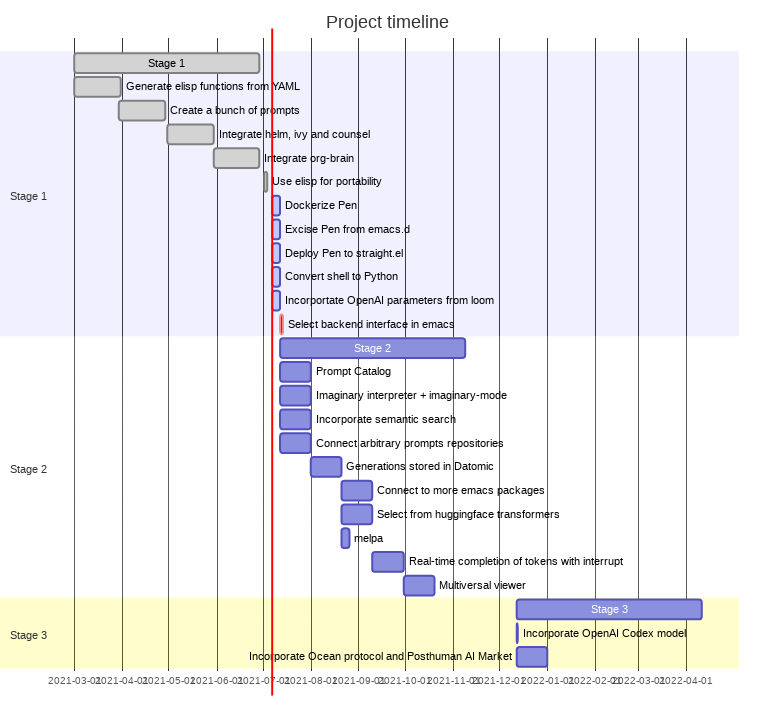 Project timeline
Stage 1
Generate elisp functions from YAML
Create a bunch of prompts
Integrate helm, ivy and counsel
Integrate org-brain
Use elisp for portability
Stage 1
Dockerize Pen
Excise Pen from emacs.d
Deploy Pen to straight.el
Convert shell to Python
Incorportate OpenAI parameters from loom
Select backend interface in emacs
Stage 2
Prompt Catalog
Imaginary interpreter + imaginary-mode
Incorporate semantic search
Connect arbitrary prompts repositories
Stage 2
Generations stored in Datomic
Connect to more emacs packages
Select from huggingface transformers
melpa
Real-time completion of tokens with interrupt
Multiversal viewer
Stage 3
Stage 3
Incorporate OpenAI Codex model
Incorporate Ocean protocol and Posthuman AI Market
2021-03-01 2021-04-01 2021-05-01 2021-06-01 2021-07-01 2021-08-01 2021-09-01 2021-10-01 2021-11-01 2021-12-01 2022-01-01 2022-02-01 2022-03-01 2022-04-01